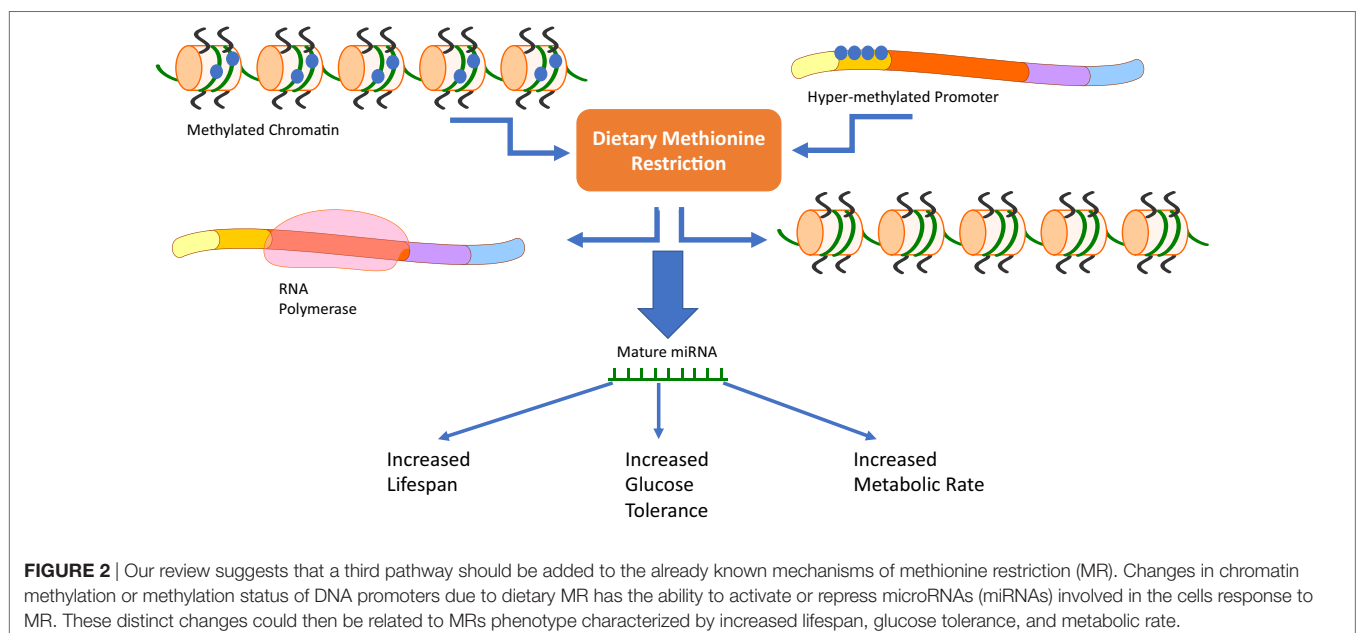 Methylated Chromatin
Hyper-methylated Promoter
Dietary Methionine
Restriction
RNA
Polymerase
Mature miRNA
Increased
Lifespan
Increased
Glucose
Tolerance
Increased
Metabolic Rate
FIGURE 2 | Our review suggests that a third pathway should be added to the already known mechanisms of methionine restriction (MR). Changes in chromatin
methylation or methylation status of DNA promoters due to dietary MR has the ability to activate or repress microRNAs (miRNAs) involved in the cells response to
MR. These distinct changes could then be related to MRs phenotype characterized by increased lifespan, glucose tolerance, and metabolic rate.